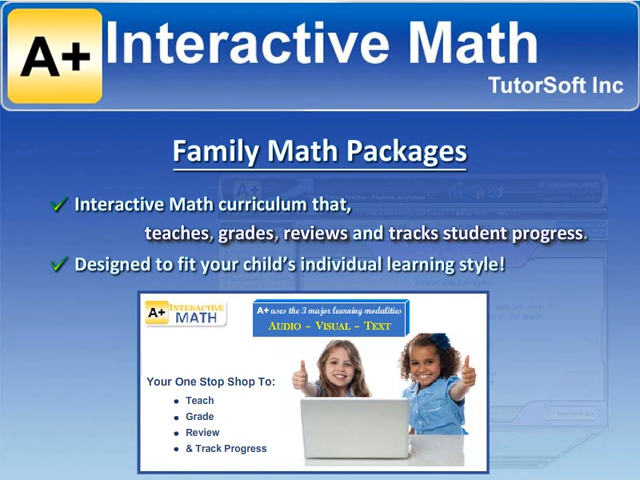 A+ Interactive Math
TutorSoft Inc
Family Math Packages
Interactive Math curriculum that,
teaches, grades, reviews and tracks student progress.
Designed to fit your child's individual learning style!
A+ INTERACTIVE
MATH
A+ uses the 3 major learning modalities
AUDIO – VISUAL – TEXT
Your One Stop Shop To:
Teach
Grade
Review
& Track Progress